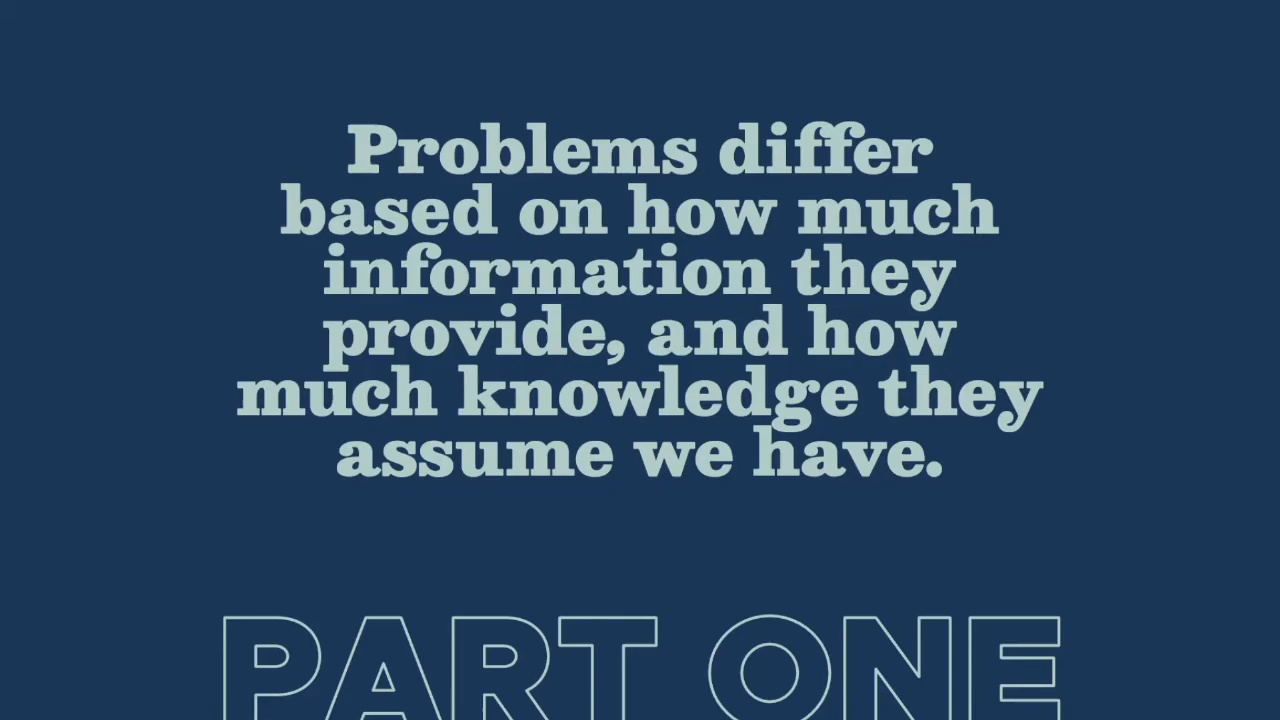 Problems differ
based on how much
information they
provide, and how
much knowledge they
assume we have.
PART ONE